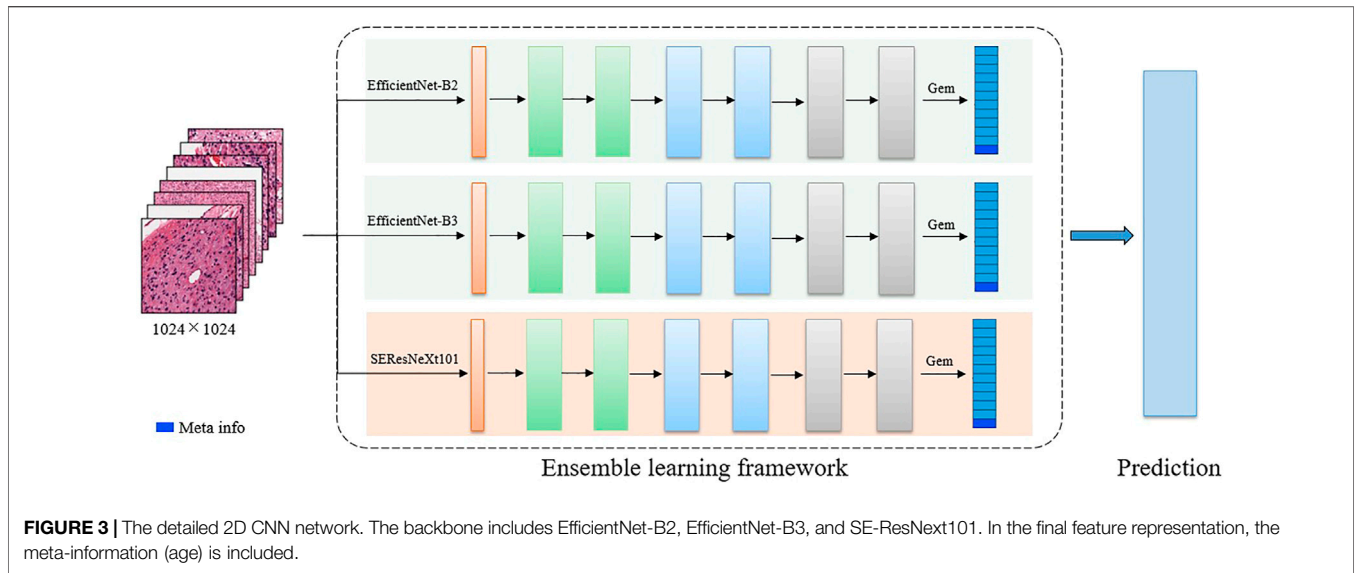 EfficientNet-B2
Gem
EfficientNet-B3
Gem
1024 × 1024
SEResNeXt101
Gem
Meta info
Ensemble learning framework
Prediction
FIGURE 3 | The detailed 2D CNN network. The backbone includes EfficientNet-B2, EfficientNet-B3, and SE-ResNext101. In the final feature representation, the
meta-information (age) is included.